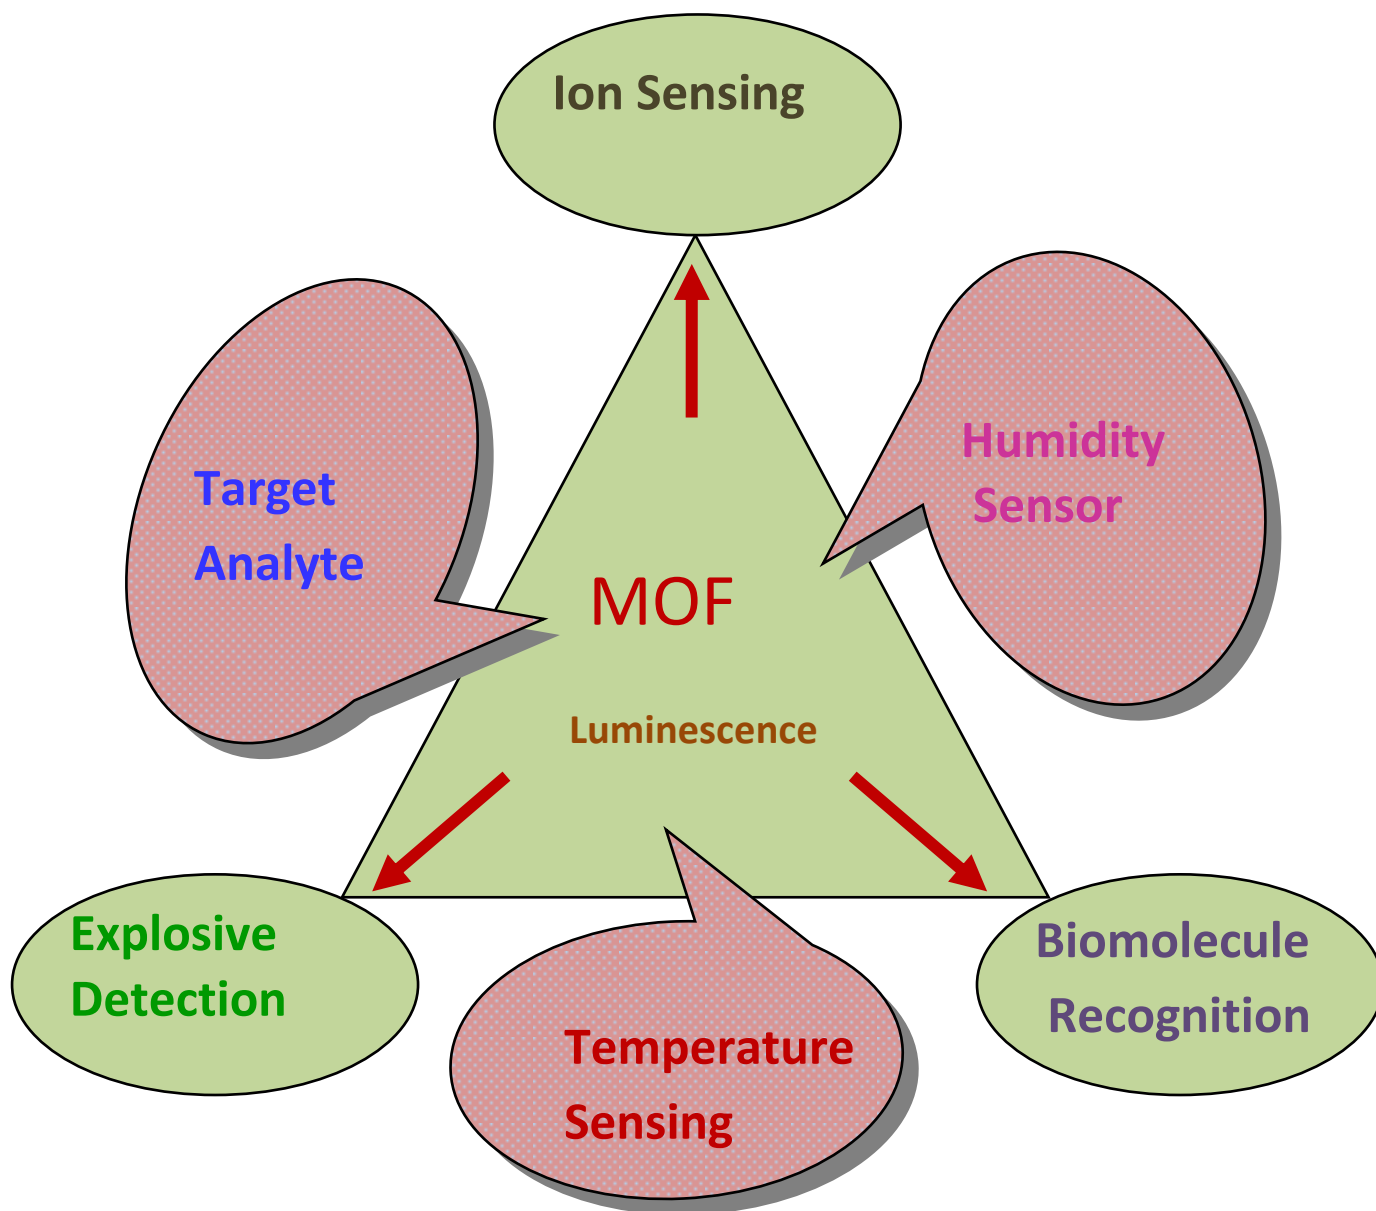 Ion Sensing
Humidity
Sensor
Target
Analyte
MOF
Luminescence
Explosive
Detection
Biomolecule
Recognition
Temperature
Sensing